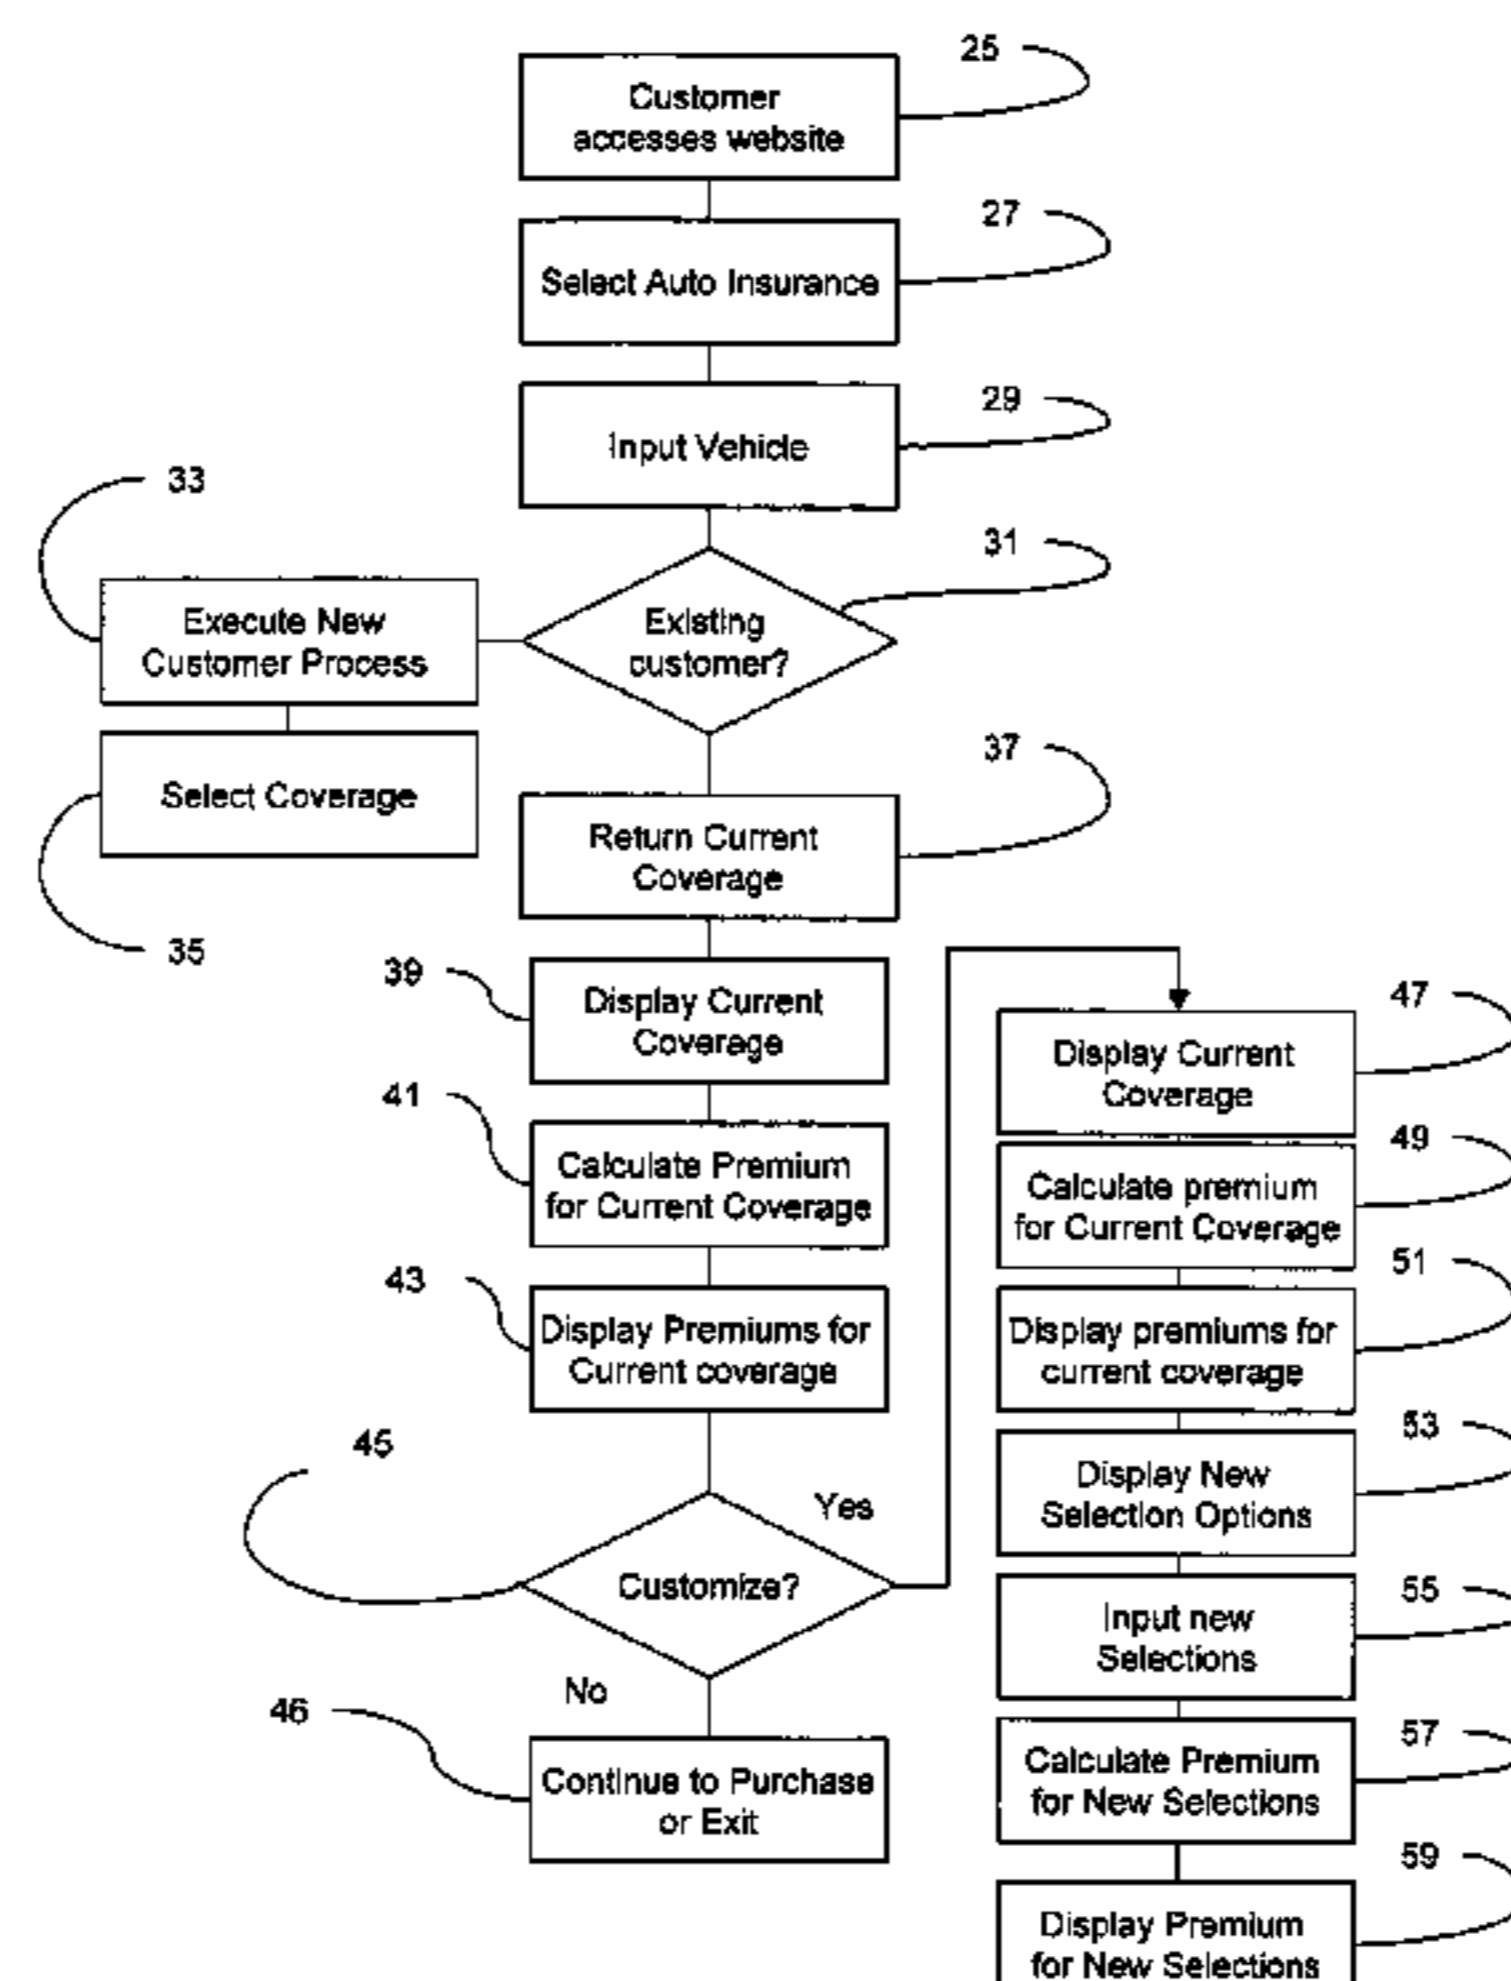 25
Customer
accesses website
27
Select Auto Insurance
29
Input Vehicle
33
31
Execute New
Customer Process
Existing
customer?
Select Coverage
35
37
Return Current
Coverage
39
Display Current
Coverage
41
Calculate Premium
for Current Coverage
43
Display Premiums for
Current coverage
45
Yes
Customize?
No
46
Continue to Purchase
or Exit
47
Display Current
Coverage
49
Calculate premium
for Current Coverage
51
Display premiums for
current coverage
53
Display New
Selection Options
55
Input new
Selections
57
Calculate Premium
for New Selections
59
Display Premium
for New Selections